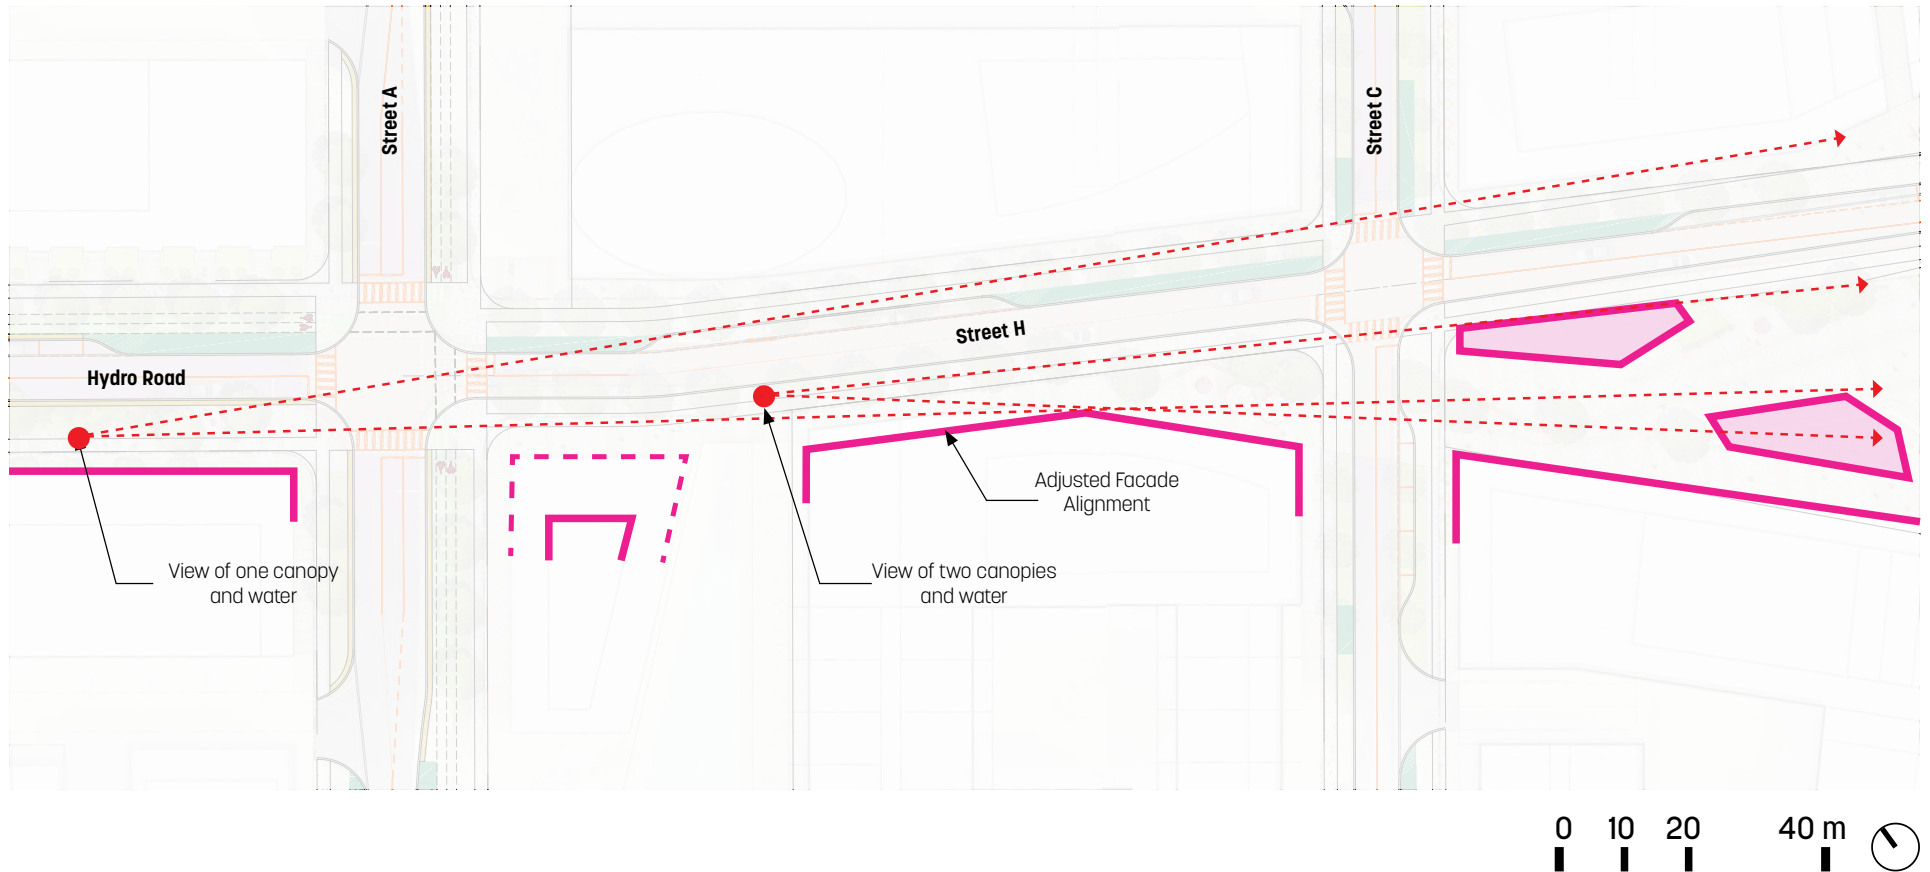 Street A
Street C
Street H
Hydro Road
Adjusted Facade
Alignment
View of one canopy
and water
View of two canopies
and water
0 10 20 40 m